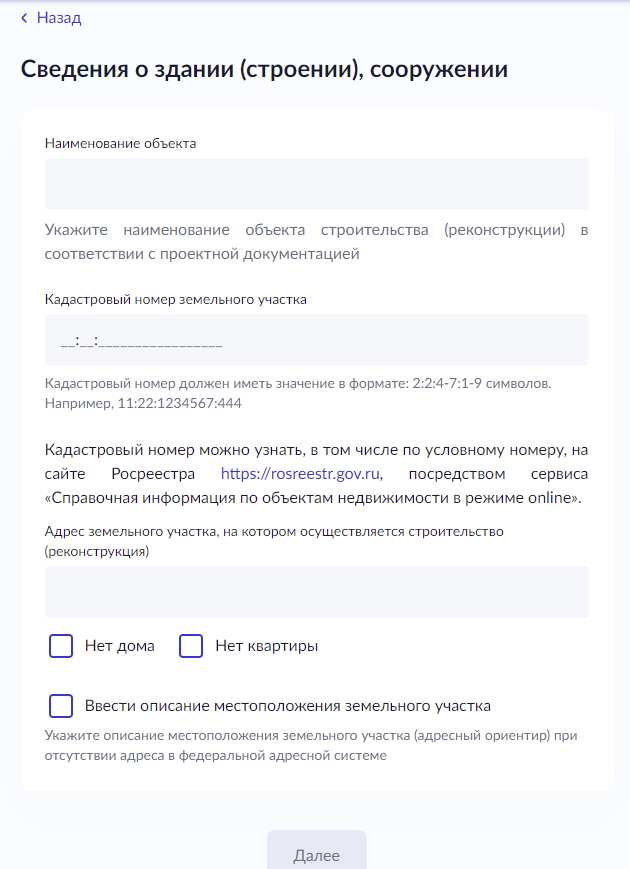 Назад
Сведения о здании (строении), сооружении
Наименование объекта
Укажите наименование объекта строительства (реконструкции) в
соответствии с проектной документацией
Кадастровый номер земельного участка
__:__:_________________
Кадастровый номер должен иметь значение в формате: 2:2:4-7:1-9 символов.
Например, 11:22:1234567:444
Кадастровый номер можно узнать, в том числе по условному номеру, на
сайте Росреестра https://rosreestr.gov.ru, посредством сервиса
«Справочная информация по объектам недвижимости в режиме online».
Адрес земельного участка, на котором осуществляется строительство
(реконструкция)
Нет дома Нет квартиры
Ввести описание местоположения земельного участка
Укажите описание местоположения земельного участка (адресный ориентир) при
отсутствии адреса в федеральной адресной системе
Далее